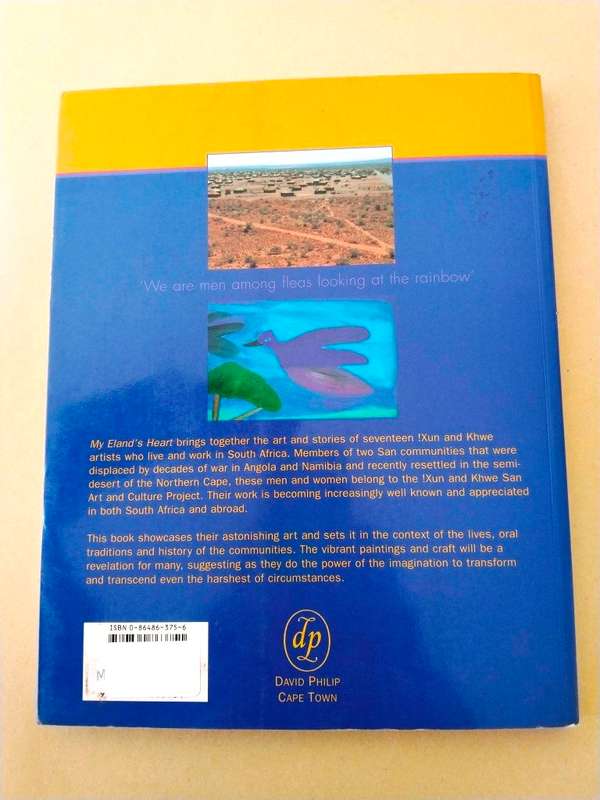 'We are men among fleas looking at the rainbow'
My Eland's Heart brings together the art and stories of seventeen !Xun and Khwe
artists who live and work in South Africa. Members of two San communities that were
displaced by decades of war in Angola and Namibia and recently resettled in the semi-
desert of the Northern Cape, these men and women belong to the !Xun and Khwe San
Art and Culture Project. Their work is becoming increasingly well known and appreciated
in both South Africa and abroad.
This book showcases their astonishing art and sets it in the context of the lives, oral
traditions and history of the communities. The vibrant paintings and craft will be a
revelation for many, suggesting as they do the power of the imagination to transform
and transcend even the harshest of circumstances.
ISBN 0-86486-375-6
M
dp
DAVID PHILIP
CAPE TOWN